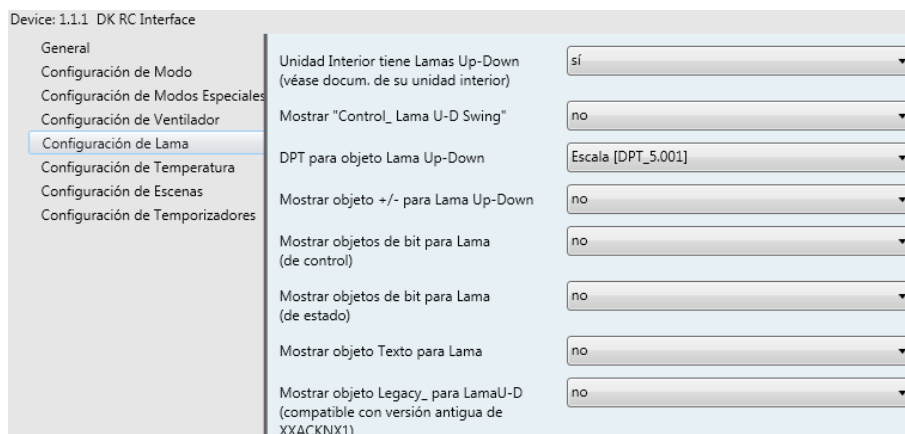 Device: 1.1.1 DK RC Interface
General
Configuración de Modo
Configuración de Modos Especiales
Configuración de Ventilador
Configuración de Lama
Configuración de Temperatura
Configuración de Escenas
Configuración de Temporizadores
Unidad Interior tiene Lamas Up-Down
(véase docum. de su unidad interior)
sí
Mostrar "Control_ Lama U-D Swing"
no
DPT para objeto Lama Up-Down
Escala [DPT_5.001]
Mostrar objeto +/- para Lama Up-Down
no
Mostrar objetos de bit para Lama
(de control)
no
Mostrar objetos de bit para Lama
(de estado)
no
Mostrar objeto Texto para Lama
no
Mostrar objeto Legacy_ para LamaU-D
(compatible con versión antigua de
XXACKNX1)
no